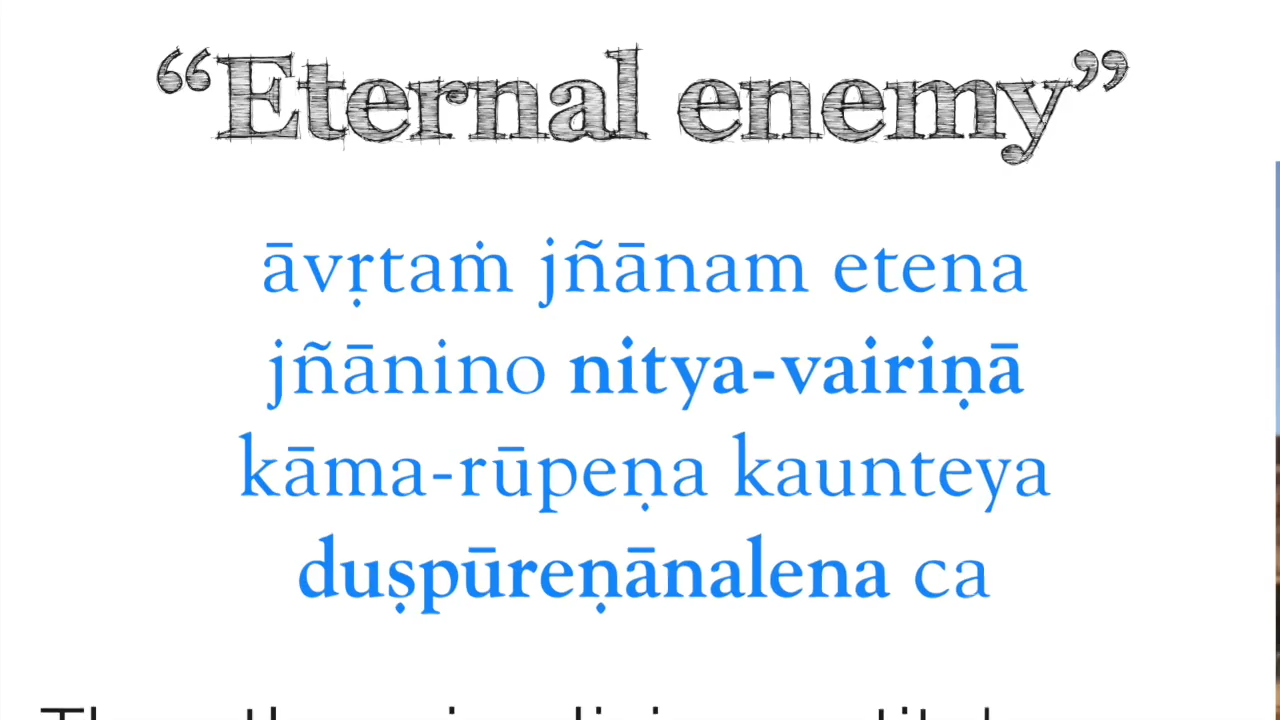 “Eternal enemy”
āvṛtaṁ jñānam etena
jñānino nitya-vairiṇā
kāma-rūpeṇa kaunteya
duṣpūreṇānalena ca